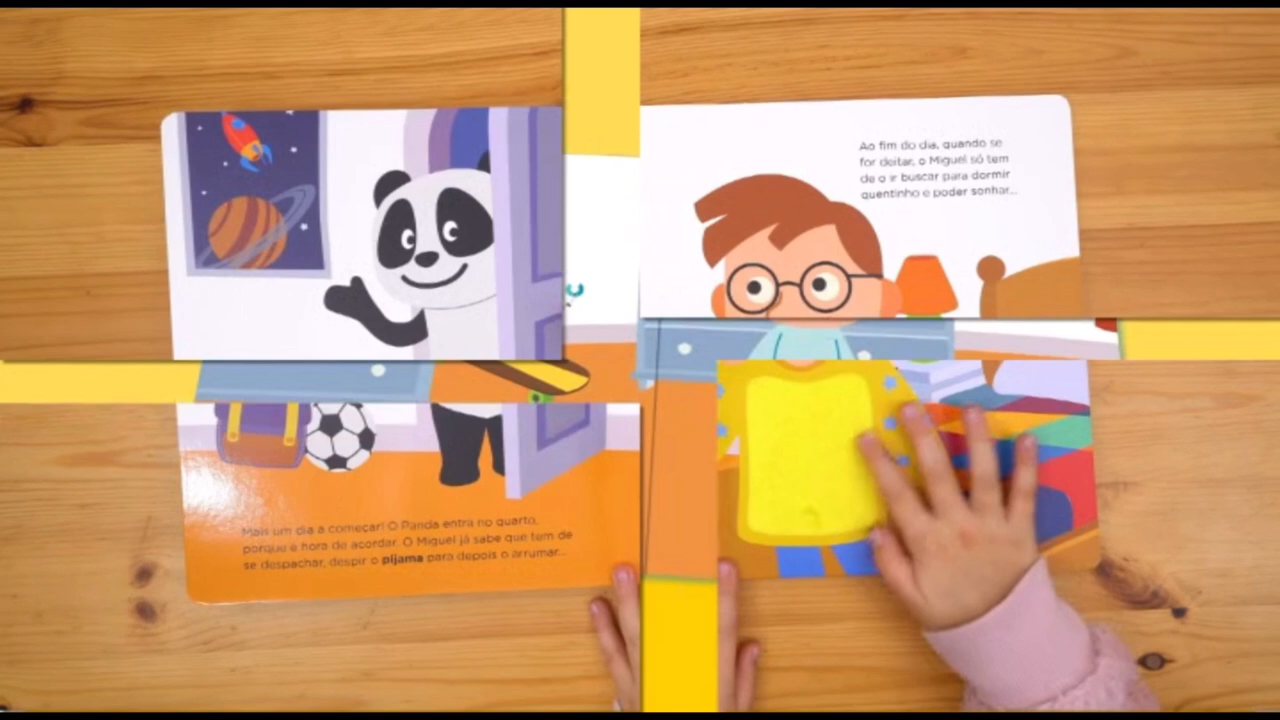 Ao fim do dia, quando se
for deitar, o Miguel só tem
de o ir buscar para dormir
quentinho e poder sonhar...
Mais um dia a começar! O Panda entra no quarto,
porque é hora de acordar. O Miguel já sabe que tem de
se despachar, despir o pijama para depois o arrumar...